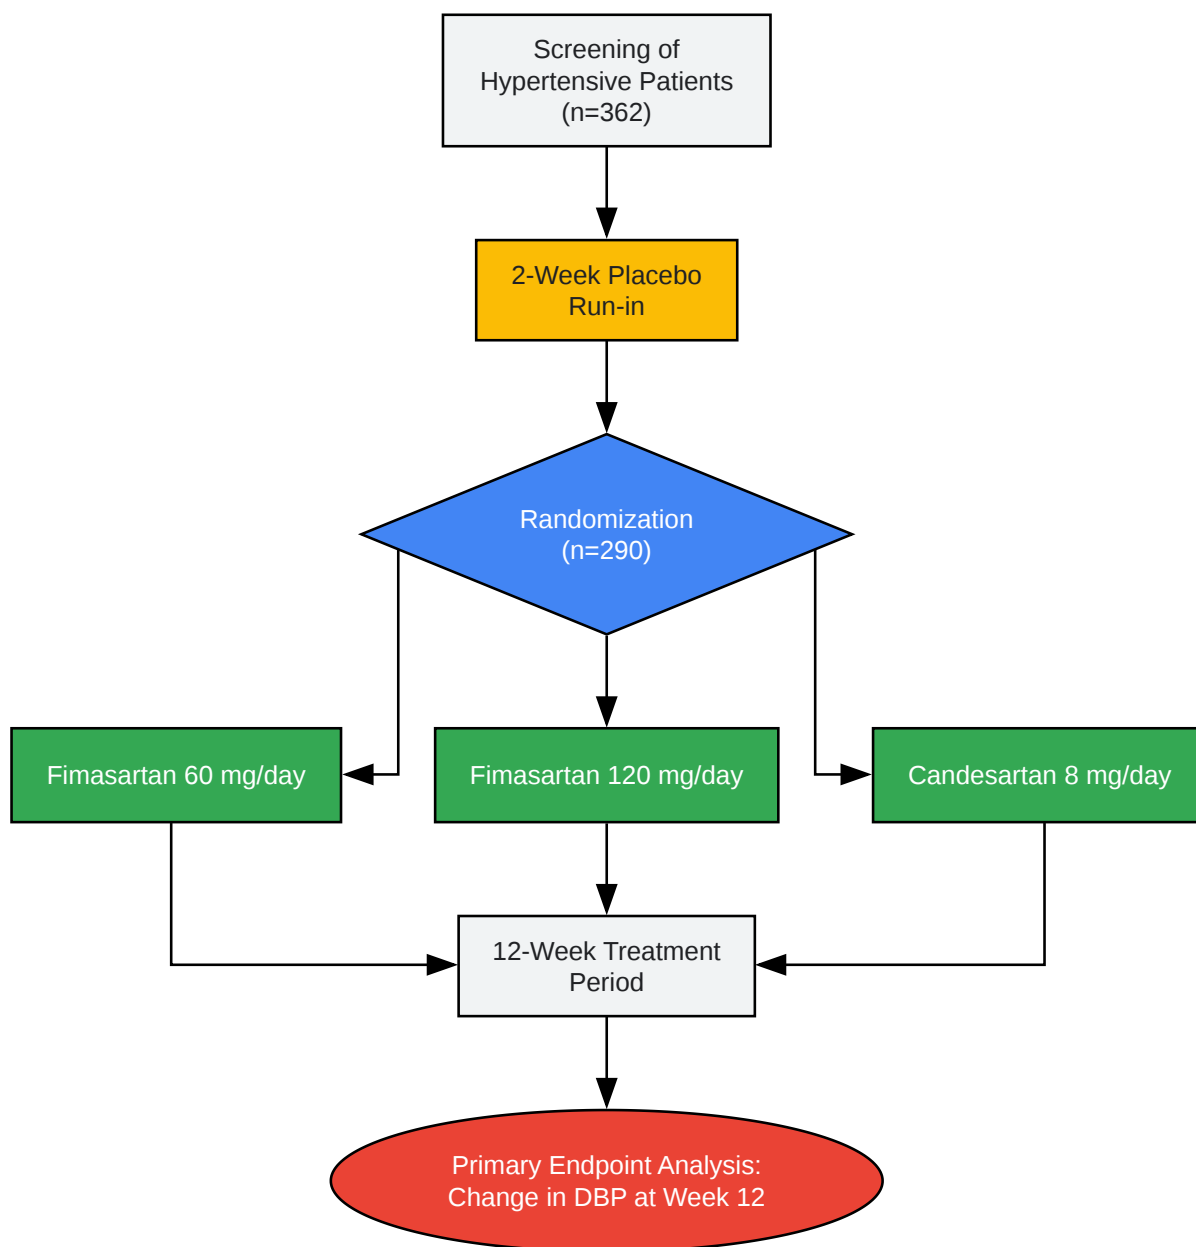 Screening of
Hypertensive Patients
(n=362)
2-Week Placebo
Run-in
Randomization
(n=290)
Fimasartan 60 mg/day
Fimasartan 120 mg/day
Candesartan 8 mg/day
12-Week Treatment
Period
Primary Endpoint Analysis:
Change in DBP at Week 12